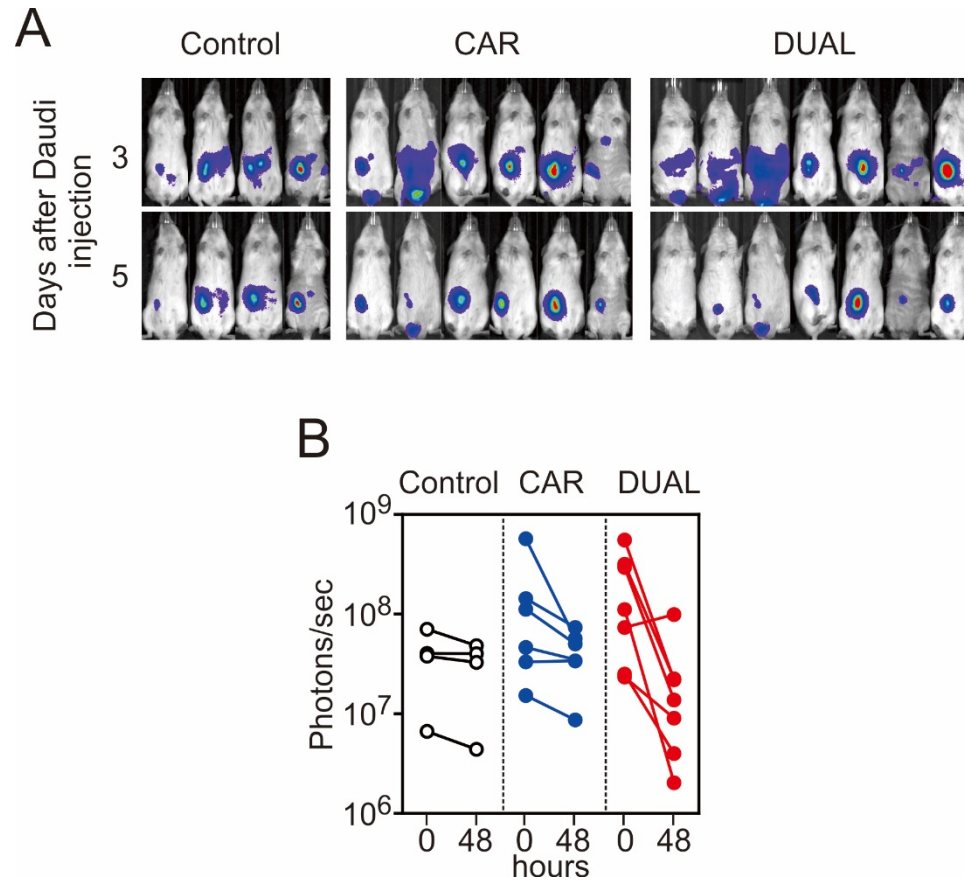 A
Control CAR DUAL
Days after Daudi
injection
3
5
B
Control CAR DUAL
Photons/sec
10⁹
10⁸
10⁷
10⁶
0 48 0 48 0 48
hours